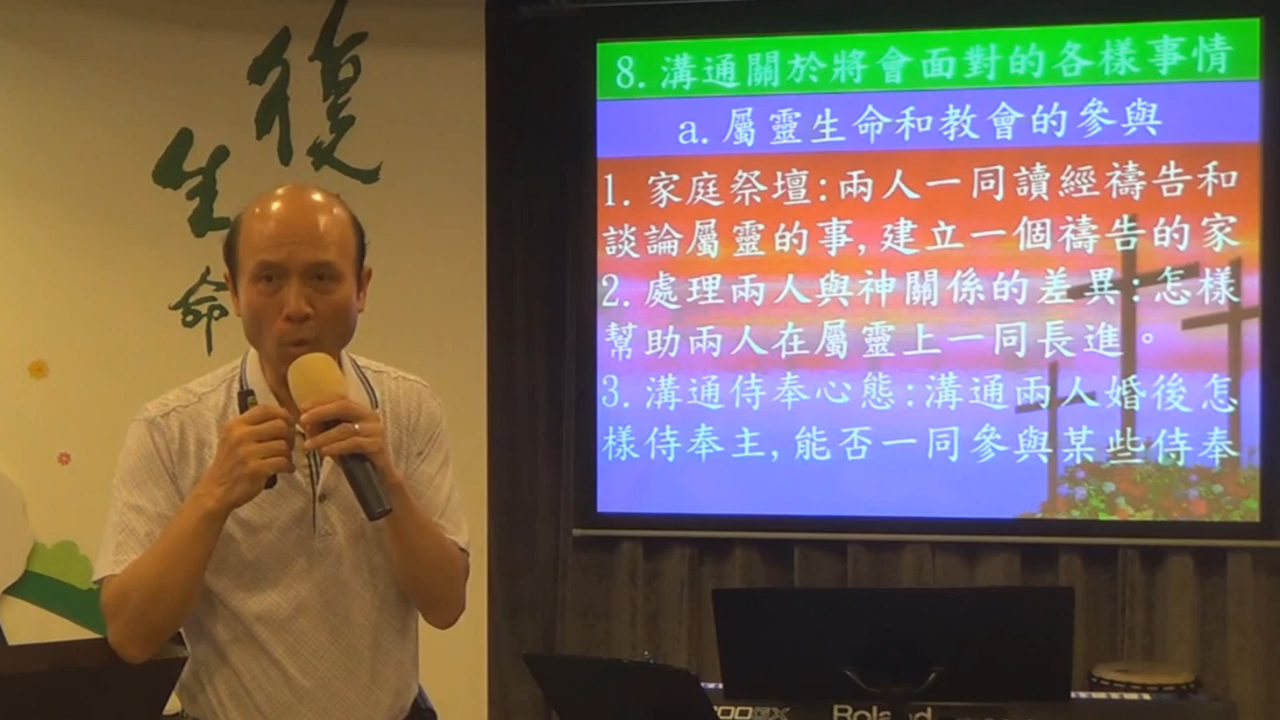 復
生
命
8. 溝通關於將會面對的各樣事情
a. 屬靈生命和教會的參與
1. 家庭祭壇:兩人一同讀經禱告和
談論屬靈的事, 建立一個禱告的家
2. 處理兩人與神關係的差異:怎樣
幫助兩人在屬靈上一同長進。
3. 溝通侍奉心態:溝通兩人婚後怎
樣侍奉主, 能否一同參與某些侍奉
Roland